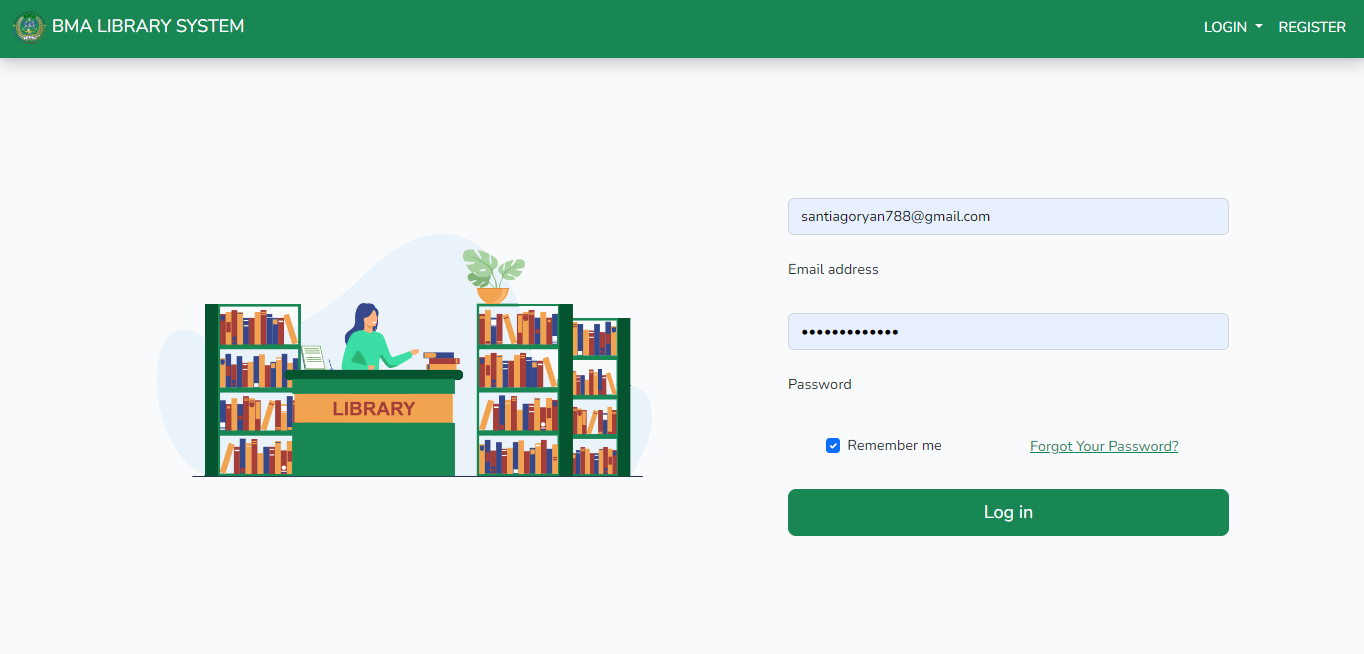 BMA LIBRARY SYSTEM
LOGIN
REGISTER
santiagoryan788@gmail.com
Email address
•••••••••••••
Password
Remember me
Forgot Your Password?
Log in
LIBRARY